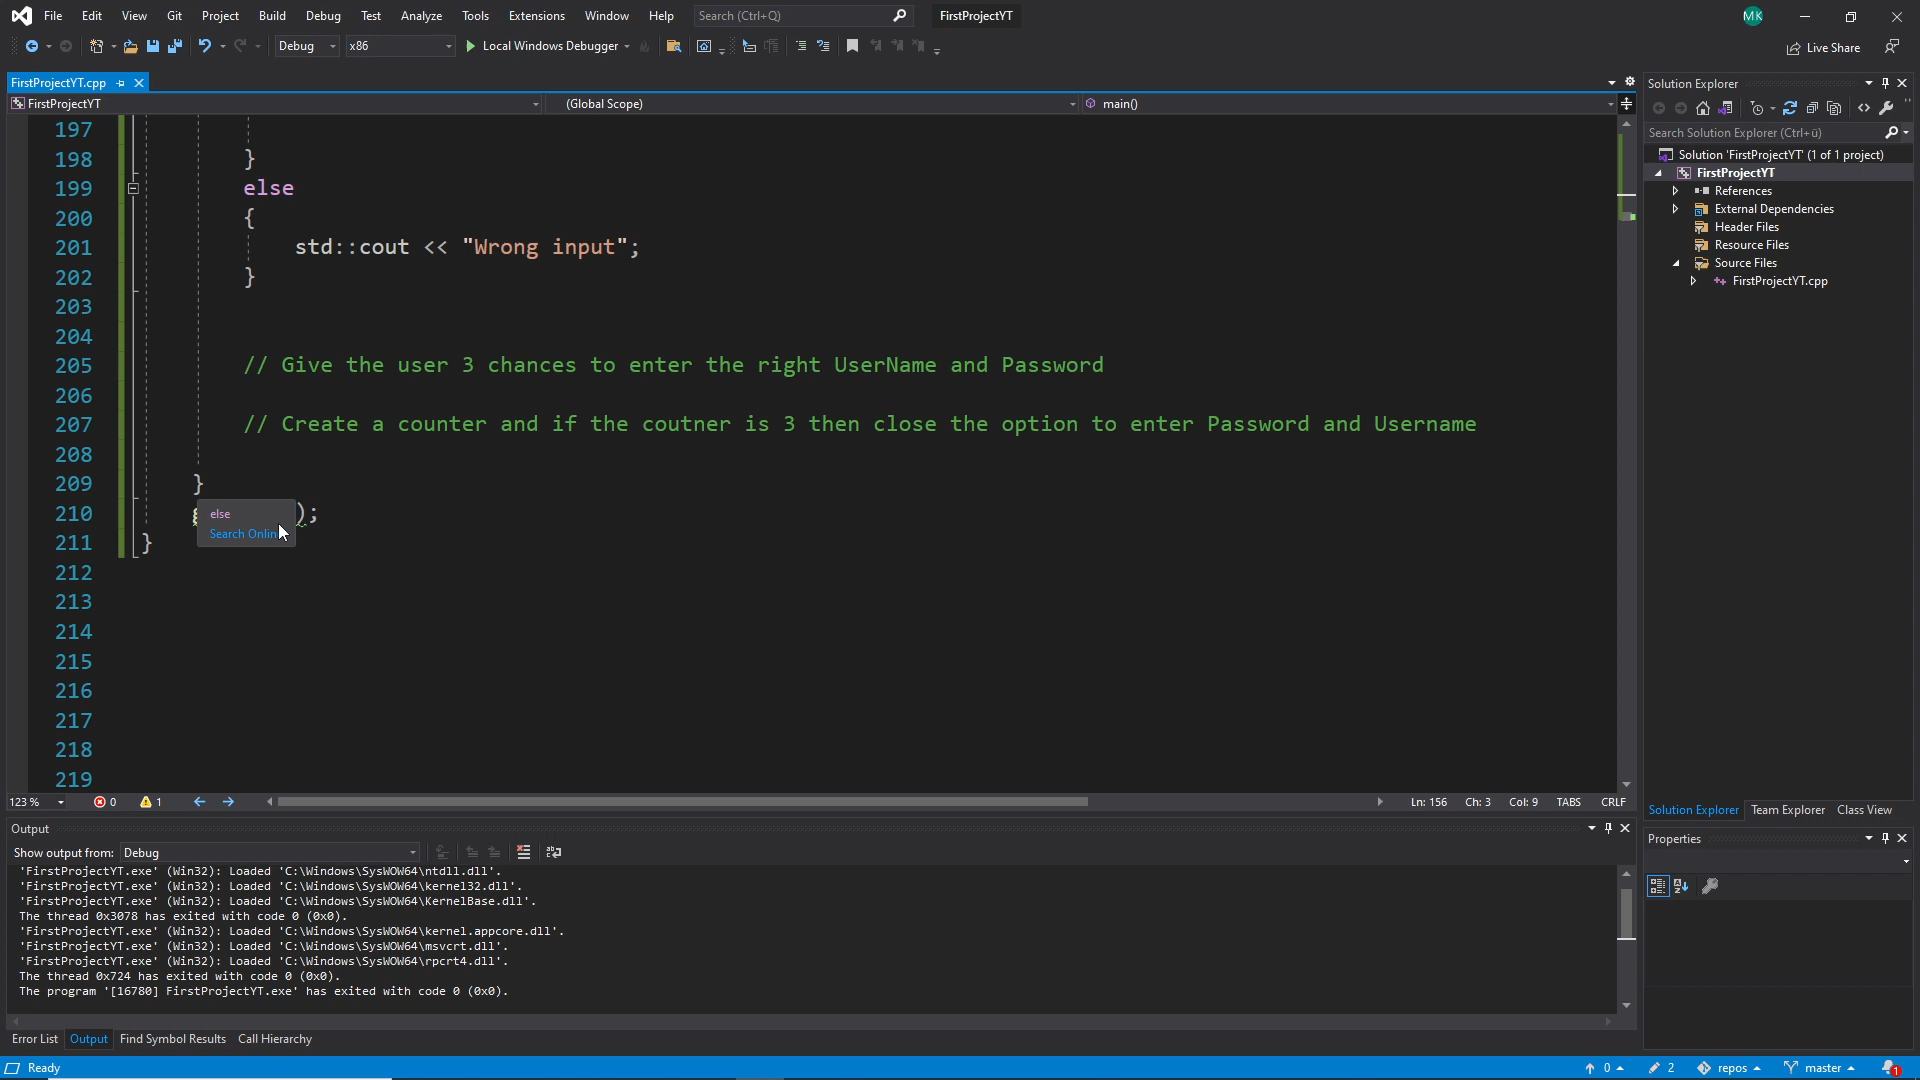 File Edit View Git Project Build Debug Test Analyze Tools Extensions Window Help Search (Ctrl+Q) FirstProjectYT MK
Debug x86 Local Windows Debugger Live Share
FirstProjectYT.cpp
FirstProjectYT (Global Scope) main()
197
198 }
199 else
200 {
201 std::cout << "Wrong input";
202 }
203
204
205 // Give the user 3 chances to enter the right UserName and Password
206
207 // Create a counter and if the coutner is 3 then close the option to enter Password and Username
208
209 }
210 );
else
Search Onlin
211 }
212
213
214
215
216
217
218
219
123 % 0 1 Ln: 156 Ch: 3 Col: 9 TABS CRLF
Output
Show output from: Debug
'FirstProjectYT.exe' (Win32): Loaded 'C:\Windows\SysWOW64\ntdll.dll'.
'FirstProjectYT.exe' (Win32): Loaded 'C:\Windows\SysWOW64\kernel32.dll'.
'FirstProjectYT.exe' (Win32): Loaded 'C:\Windows\SysWOW64\KernelBase.dll'.
The thread 0x3078 has exited with code 0 (0x0).
'FirstProjectYT.exe' (Win32): Loaded 'C:\Windows\SysWOW64\kernel.appcore.dll'.
'FirstProjectYT.exe' (Win32): Loaded 'C:\Windows\SysWOW64\msvcrt.dll'.
'FirstProjectYT.exe' (Win32): Loaded 'C:\Windows\SysWOW64\rpcrt4.dll'.
The thread 0x724 has exited with code 0 (0x0).
The program '[16780] FirstProjectYT.exe' has exited with code 0 (0x0).
Error List Output Find Symbol Results Call Hierarchy
Ready 0 2 repos master 1
Solution Explorer
Search Solution Explorer (Ctrl+ü)
Solution 'FirstProjectYT' (1 of 1 project)
FirstProjectYT
References
External Dependencies
Header Files
Resource Files
Source Files
FirstProjectYT.cpp
Solution Explorer Team Explorer Class View
Properties